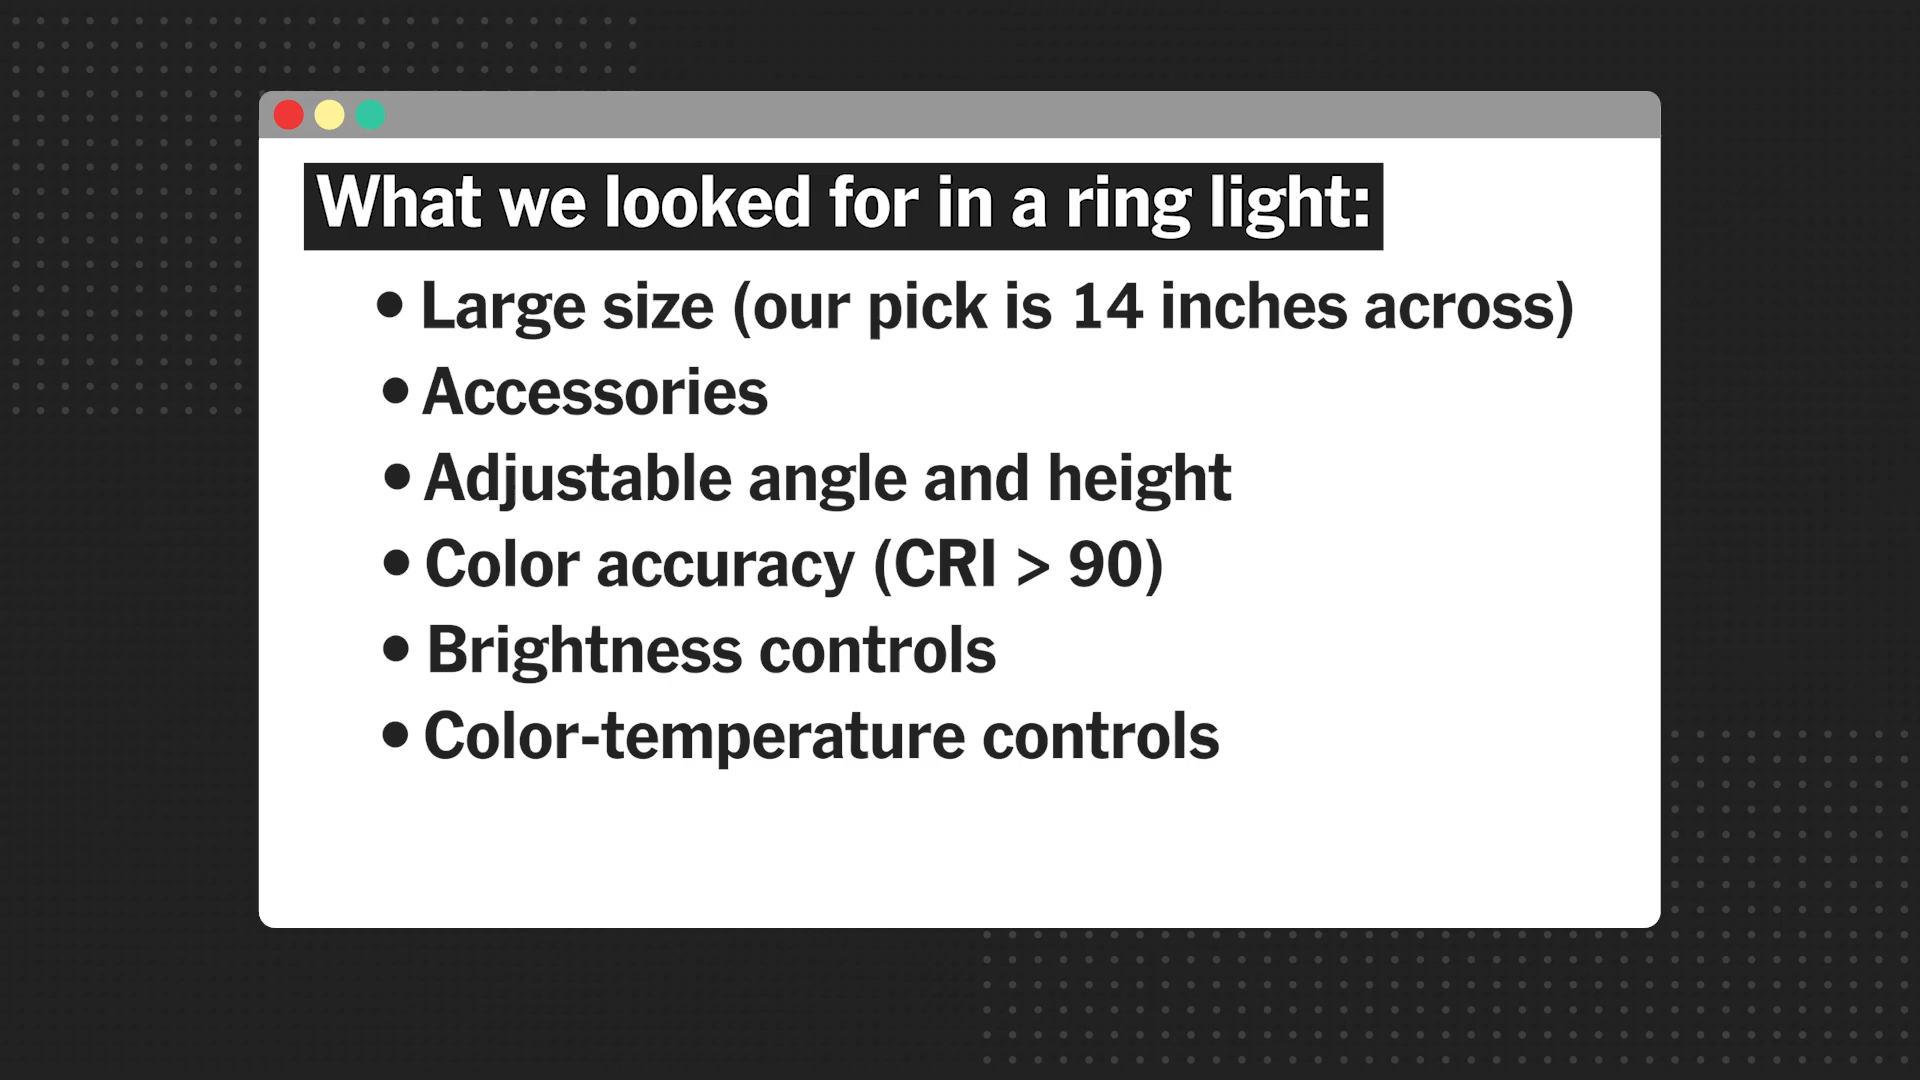 What we looked for in a ring light:
• Large size (our pick is 14 inches across)
• Accessories
• Adjustable angle and height
• Color accuracy (CRI > 90)
• Brightness controls
• Color-temperature controls